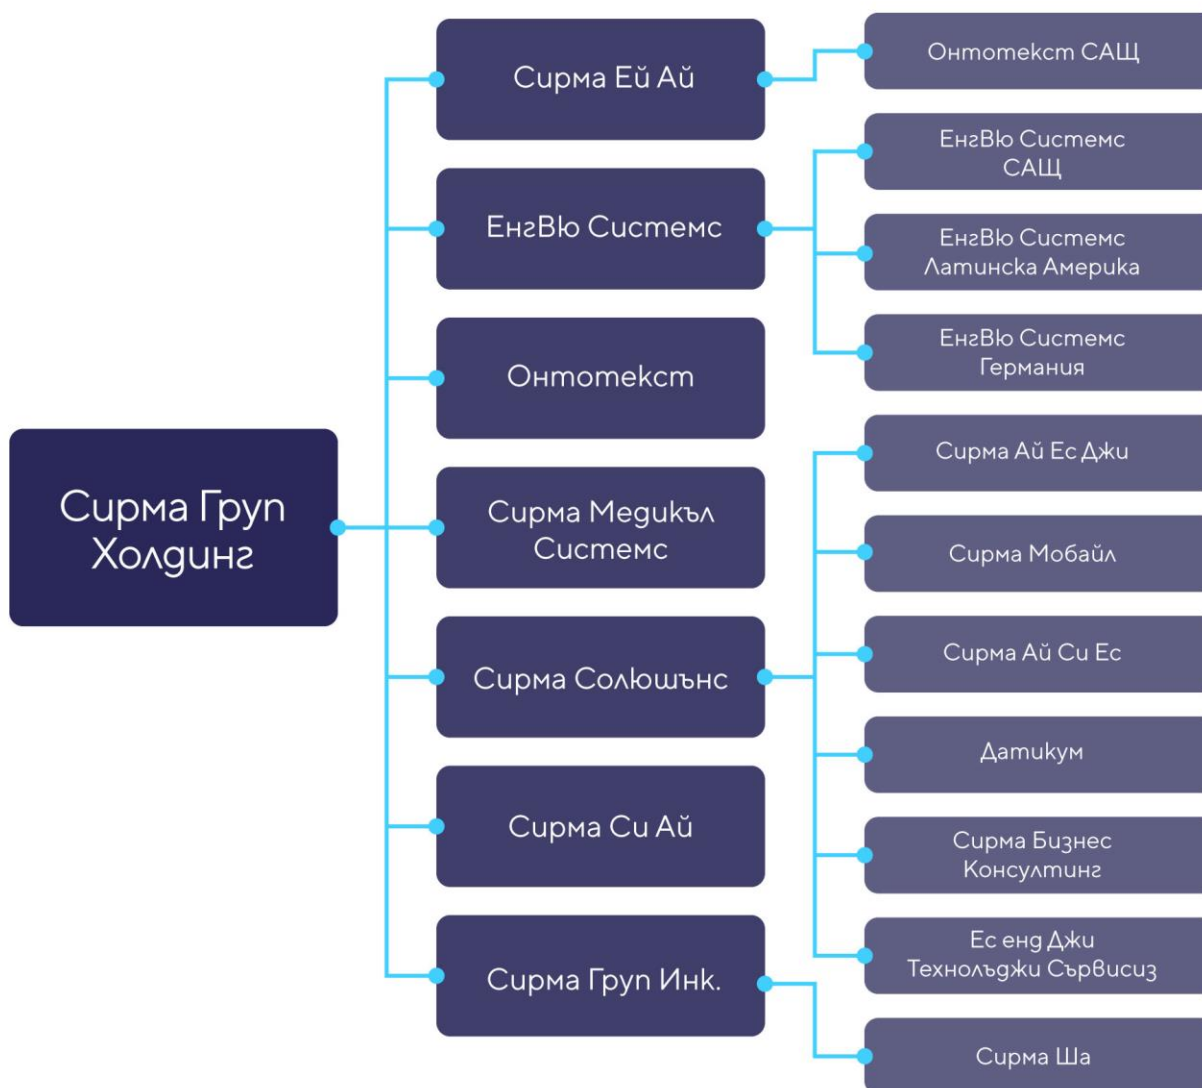 Сирма Груп
Холдинг
Сирма Ей Ай
ЕнгВю Системс
Онтотекст
Сирма Медикъл
Системс
Сирма Солюшънс
Сирма Си Ай
Сирма Груп Инк.
Онтотекст САЩ
ЕнгВю Системс
САЩ
ЕнгВю Системс
Латинска Америка
ЕнгВю Системс
Германия
Сирма Ай Ес Джи
Сирма Мобайл
Сирма Ай Си Ес
Датикум
Сирма Бизнес
Консултинг
Ес енд Джи
Технолъджи Сървисиз
Сирма Ша